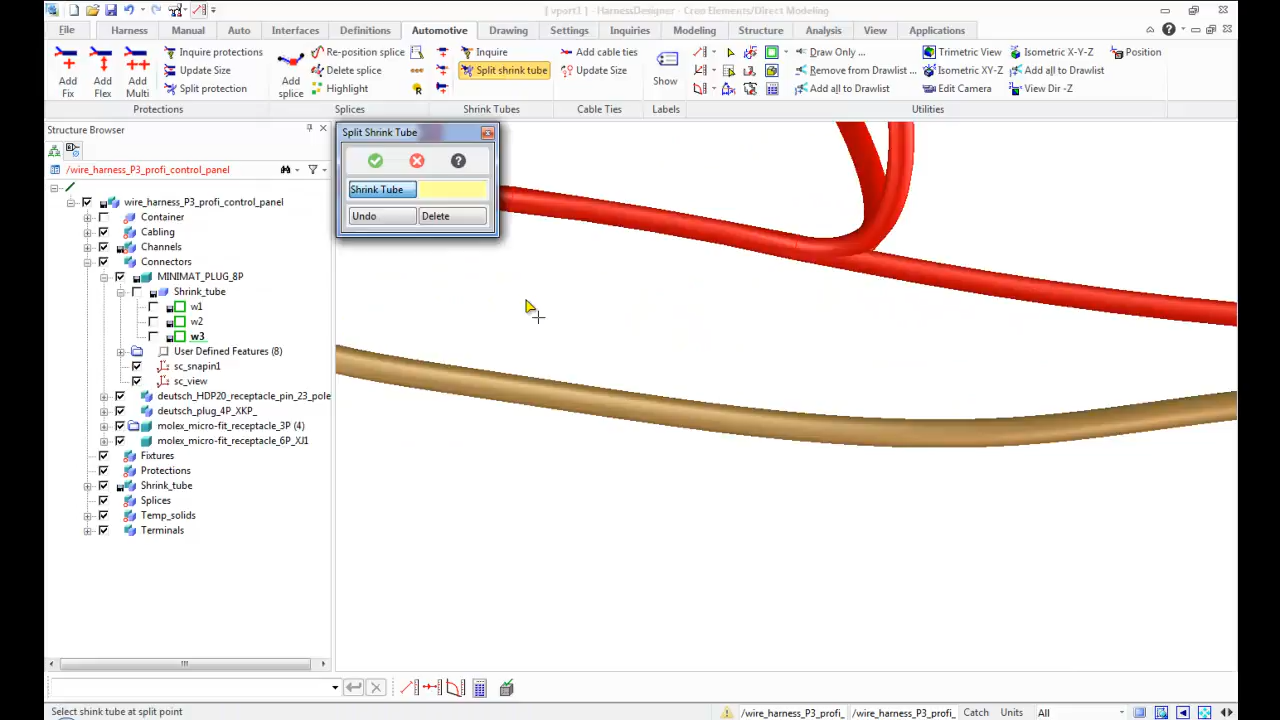 [ vport1 ] - HarnessDesigner - Creo Elements/Direct Modeling
File Harness Manual Auto Interfaces Definitions Automotive Drawing Settings Inquiries Modeling Structure Analysis View Applications
Add Fix
Add Flex
Add Multi
Inquire protections
Update Size
Split protection
Protections
Add splice
Re-position splice
Delete splice
Highlight
Splices
Inquire
Split shrink tube
Shrink Tubes
Add cable ties
Update Size
Cable Ties
Show
Labels
Draw Only ...
Remove from Drawlist ...
Add all to Drawlist
Trimetric View
Isometric XY-Z
Edit Camera
Isometric X-Y-Z
Add all to Drawlist
View Dir -Z
Position
Utilities
Structure Browser
/wire_harness_P3_profi_control_panel
wire_harness_P3_profi_control_panel
Container
Cabling
Channels
Connectors
MINIMAT_PLUG_8P
Shrink_tube
w1
w2
w3
User Defined Features (8)
sc_snapin1
sc_view
deutsch_HDP20_receptacle_pin_23_pole
deutsch_plug_4P_XKP_
molex_micro-fit_receptacle_3P (4)
molex_micro-fit_receptacle_6P_XJ1
Fixtures
Protections
Shrink_tube
Splices
Temp_solids
Terminals
Split Shrink Tube
Shrink Tube
Undo Delete
Select shink tube at split point
/wire_harness_P3_profi_ /wire_harness_P3_profi_ Catch Units All